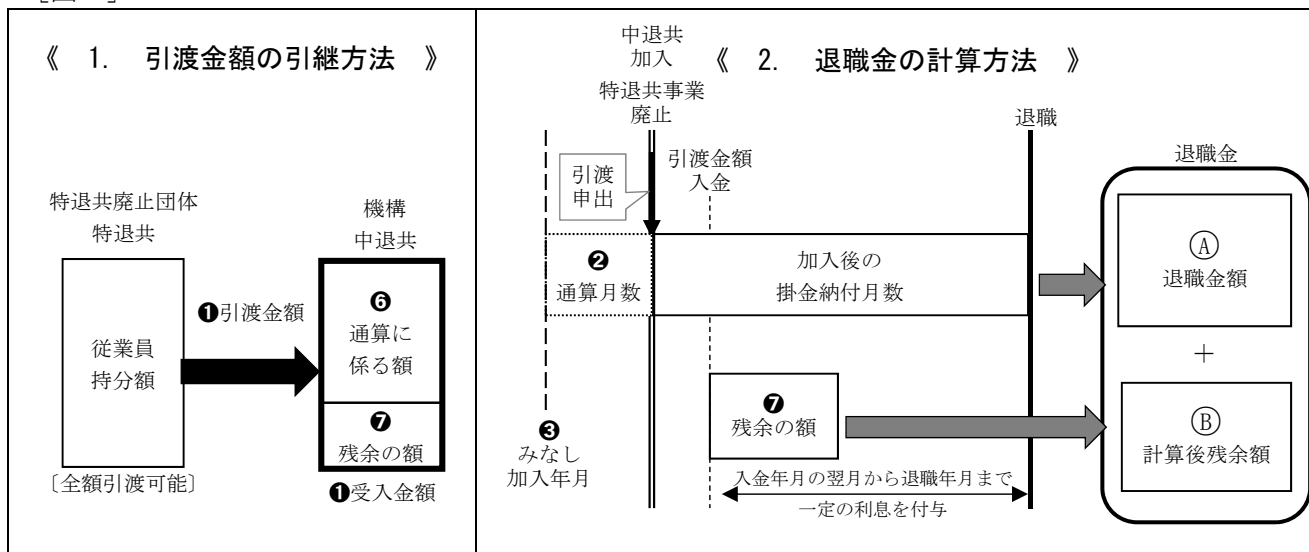 《 1. 引渡金額の引継方法 》
特退共廃止団体
特退共
機構
中退共
従業員
持分額
❶引渡金額
❻
通算に
係る額
❼
残余の額
〔全額引渡可能〕
❶受入金額
中退共
加入
《 2. 退職金の計算方法 》
特退共事業
廃止
退職
引渡
申出
引渡金額
入金
退職金
❷
通算月数
加入後の
掛金納付月数
Ⓐ
退職金額
+
❼
残余の額
Ⓑ
計算後残余額
❸
みなし
加入年月
入金年月の翌月から退職年月まで
一定の利息を付与